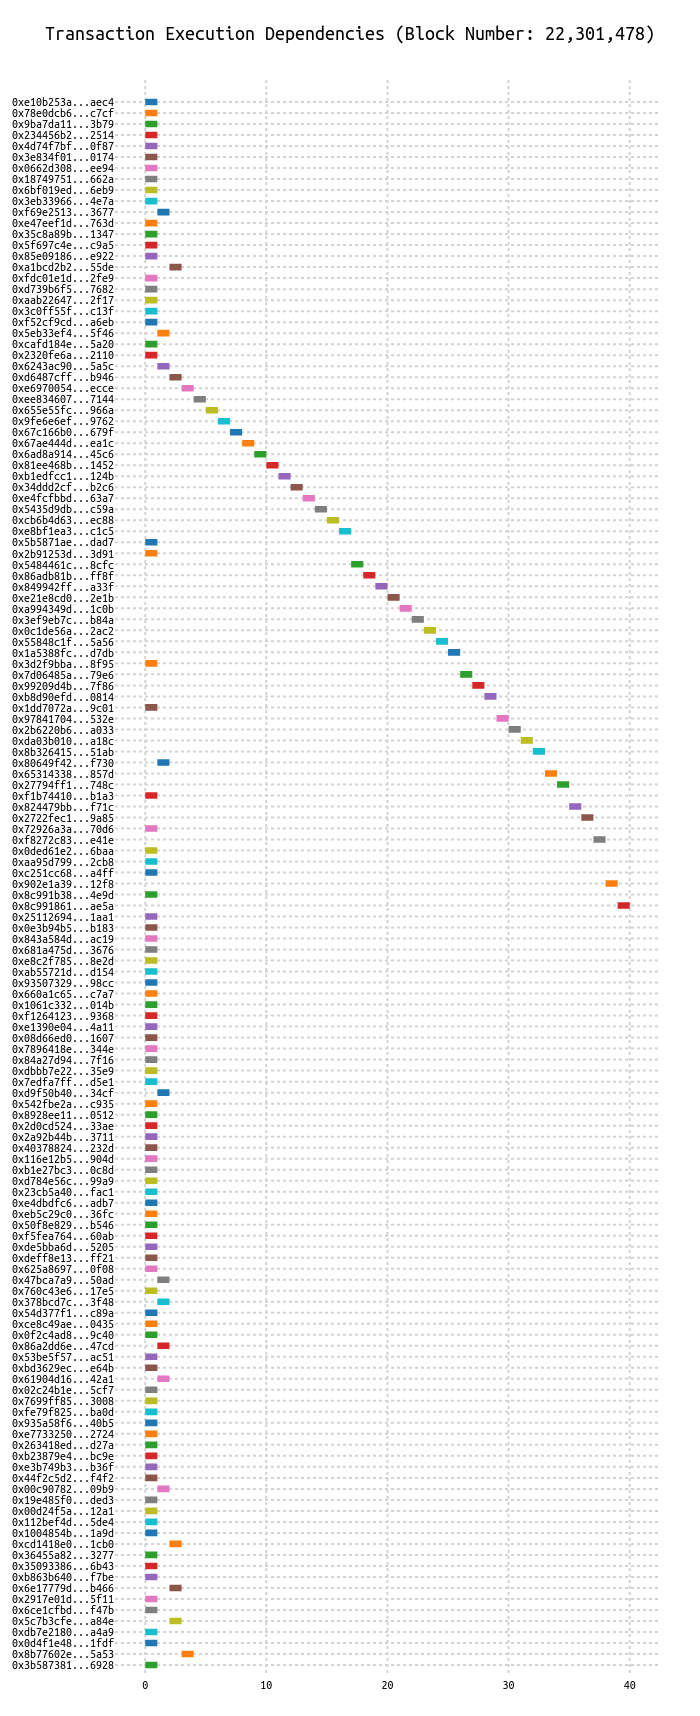 Transaction Execution Dependencies (Block Number: 22,301,478)
0xe10b253a...aec4
0x78e0dcb6...c7cf
0x9ba7da11...3b79
0x234456b2...2514
0x4d74f7bf...0f87
0x3e834f01...0174
0x0662d308...ee94
0x18749751...662a
0x6bf019ed...6eb9
0x3eb33966...4e7a
0xf69e2513...3677
0xe47eef1d...763d
0x35c8a89b...1347
0x5f697c4e...c9a5
0x85e09186...e922
0xa1bcd2b2...55de
0xfdc01e1d...2fe9
0xd739b6f5...7682
0xaab22647...2f17
0x3c0ff55f...c13f
0xf52cf9cd...a6eb
0x5eb33ef4...5f46
0xcafd184e...5a20
0x2320fe6a...2110
0x6243ac90...5a5c
0xd6487cff...b946
0xe6970054...ecce
0xee834607...7144
0x655e55fc...966a
0x9fe6e6ef...9762
0x67c166b0...679f
0x67ae444d...ea1c
0x6ad8a914...45c6
0x81ee468b...1452
0xb1edfcc1...124b
0x34ddd2cf...b2c6
0xe4fcfbbd...63a7
0x5435d9db...c59a
0xcb6b4d63...ec88
0xe8bf1ea3...c1c5
0x5b5871ae...dad7
0x2b91253d...3d91
0x5484461c...8cfc
0x86adb81b...ff8f
0x849942ff...a33f
0xe21e8cd0...2e1b
0xa994349d...1c0b
0x3ef9eb7c...b84a
0x0c1de56a...2ac2
0x55848c1f...5a56
0x1a5388fc...d7db
0x3d2f9bba...8f95
0x7d06485a...79e6
0x99209d4b...7f86
0xb8d90efd...0814
0x1dd7072a...9c01
0x97841704...532e
0x2b6220b6...a033
0xda03b010...a18c
0x8b326415...51ab
0x80649f42...f730
0x65314338...857d
0x27794ff1...748c
0xf1b74410...b1a3
0x824479bb...f71c
0x2722fec1...9a85
0x72926a3a...70d6
0xf8272c83...e41e
0x0ded61e2...6baa
0xaa95d799...2cb8
0xc251cc68...a4ff
0x902e1a39...12f8
0x8c991b38...4e9d
0x8c991861...ae5a
0x25112694...1aa1
0x0e3b94b5...b183
0x843a584d...ac19
0x681a475d...3676
0xe8c2f785...8e2d
0xab55721d...d154
0x93507329...98cc
0x660a1c65...c7a7
0x1061c332...014b
0xf1264123...9368
0xe1390e04...4a11
0x08d66ed0...1607
0x7896418e...344e
0x84a27d94...7f16
0xdbbb7e22...35e9
0x7edfa7ff...d5e1
0xd9f50b40...34cf
0x542fbe2a...c935
0x8928ee11...0512
0x2d0cd524...33ae
0x2a92b44b...3711
0x40378824...232d
0x116e12b5...904d
0xb1e27bc3...0c8d
0xd784e56c...99a9
0x23cb5a40...fac1
0xe4dbdfc6...adb7
0xeb5c29c0...36fc
0x50f8e829...b546
0xf5fea764...60ab
0xde5bba6d...5205
0xdeff8e13...ff21
0x625a8697...0f08
0x47bca7a9...50ad
0x760c43e6...17e5
0x378bcd7c...3f48
0x54d377f1...c89a
0xce8c49ae...0435
0x0f2c4ad8...9c40
0x86a2dd6e...47cd
0x53be5f57...ac51
0xbd3629ec...e64b
0x61904d16...42a1
0x02c24b1e...5cf7
0x7699ff85...3008
0xfe79f825...ba0d
0x935a58f6...40b5
0xe7733250...2724
0x263418ed...d27a
0xb23879e4...bc9e
0xe3b749b3...b36f
0x44f2c5d2...f4f2
0x00c90782...09b9
0x19e485f0...ded3
0x00d24f5a...12a1
0x112bef4d...5de4
0x1004854b...1a9d
0xcd1418e0...1cb0
0x36455a82...3277
0x35093386...6b43
0xb863b640...f7be
0x6e17779d...b466
0x2917e01d...5f11
0x6ce1cfbd...f47b
0x5c7b3cfe...a84e
0xdb7e2180...a4a9
0x0d4f1e48...1fdf
0x8b77602e...5a53
0x3b587381...6928
0 10 20 30 40